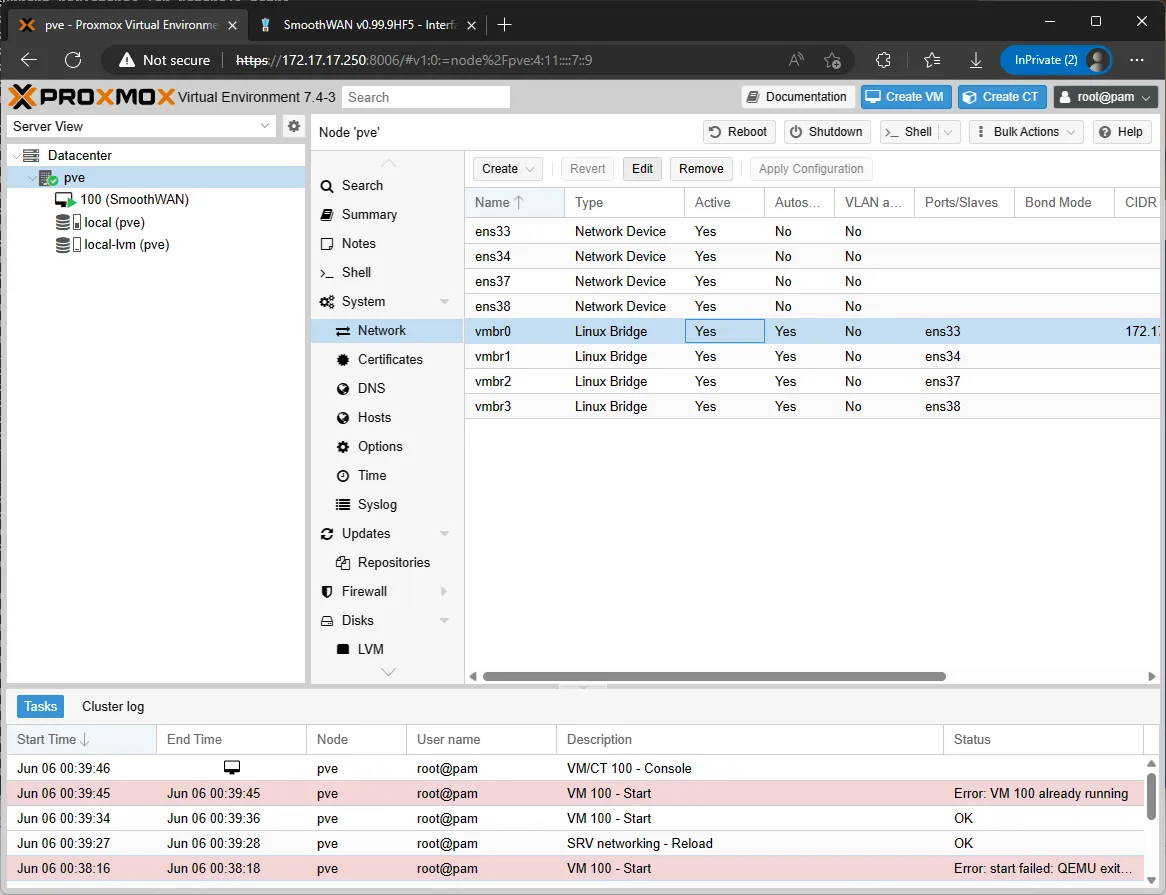 pve - Proxmox Virtual Environme
SmoothWAN v0.99.9HF5 - Interfa
Not secure
https://172.17.17.250:8006/#v1:0:=node%2Fpve:4:11::::7::9
InPrivate (2)
PROXMOX Virtual Environment 7.4-3
Search
Documentation
Create VM
Create CT
root@pam
Server View
Node 'pve'
Reboot
Shutdown
Shell
Bulk Actions
Help
Datacenter
pve
100 (SmoothWAN)
local (pve)
local-lvm (pve)
Search
Summary
Notes
Shell
System
Network
Certificates
DNS
Hosts
Options
Time
Syslog
Updates
Repositories
Firewall
Disks
LVM
Create Revert Edit Remove Apply Configuration
Name Type Active Autos... VLAN a... Ports/Slaves Bond Mode CIDR
ens33 Network Device Yes No No
ens34 Network Device Yes No No
ens37 Network Device Yes No No
ens38 Network Device Yes No No
vmbr0 Linux Bridge Yes Yes No ens33 172.17
vmbr1 Linux Bridge Yes Yes No ens34
vmbr2 Linux Bridge Yes Yes No ens37
vmbr3 Linux Bridge Yes Yes No ens38
Tasks Cluster log
Start Time End Time Node User name Description Status
Jun 06 00:39:46 pve root@pam VM/CT 100 - Console
Jun 06 00:39:45 Jun 06 00:39:45 pve root@pam VM 100 - Start Error: VM 100 already running
Jun 06 00:39:34 Jun 06 00:39:36 pve root@pam VM 100 - Start OK
Jun 06 00:39:27 Jun 06 00:39:28 pve root@pam SRV networking - Reload OK
Jun 06 00:38:16 Jun 06 00:38:18 pve root@pam VM 100 - Start Error: start failed: QEMU exit...